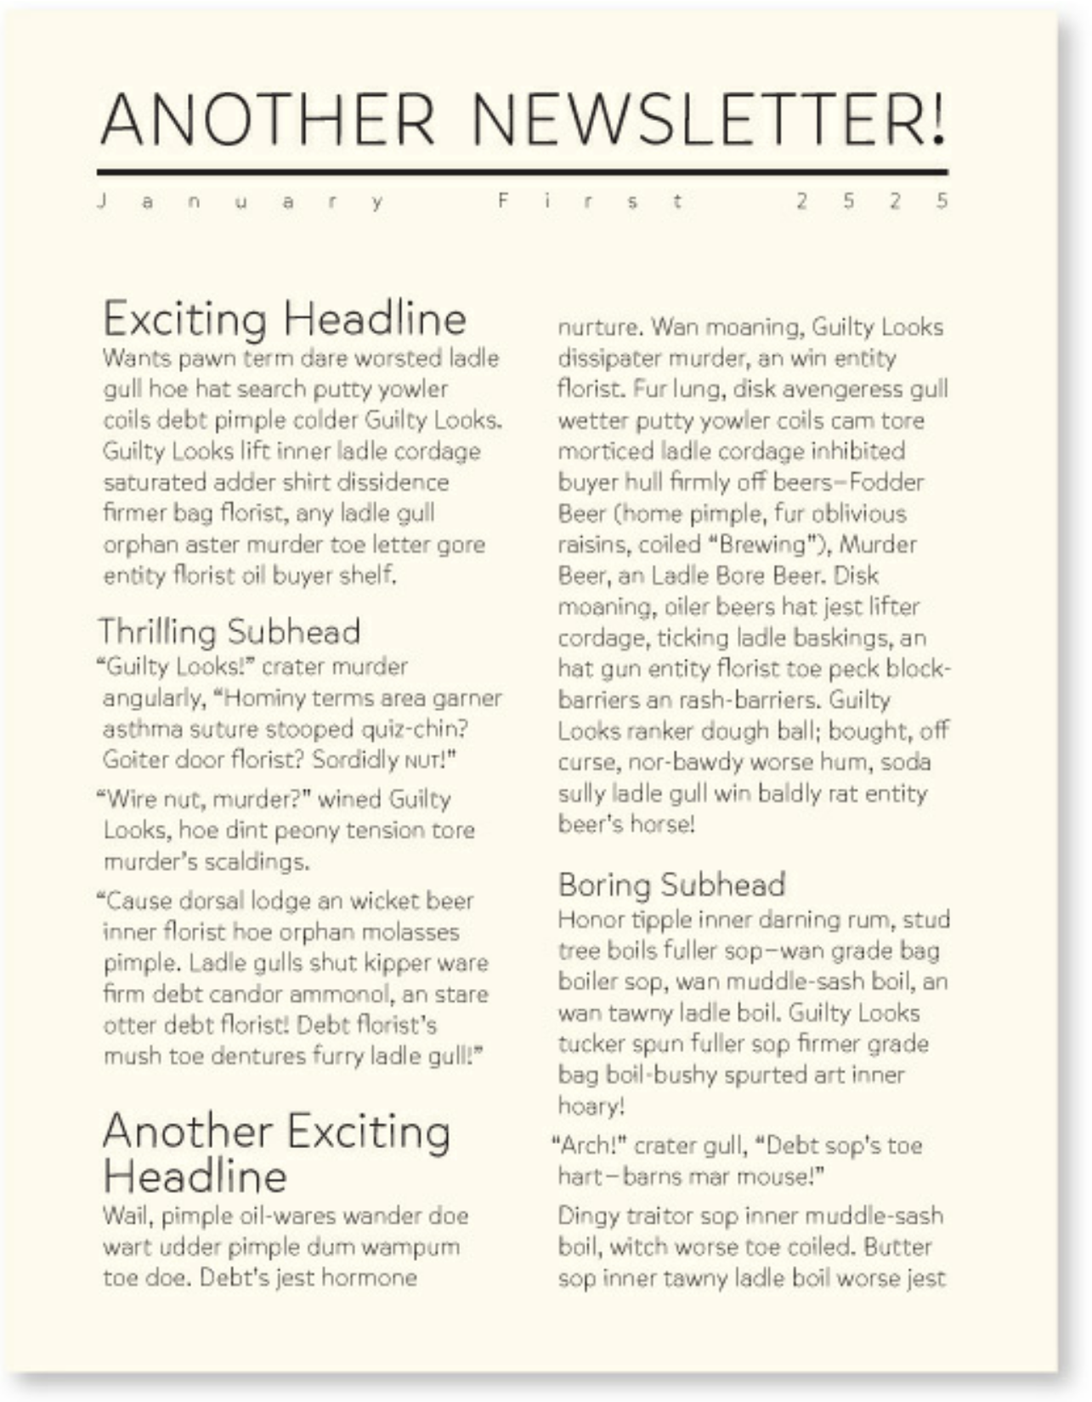 ANOTHER NEWSLETTER!
January First 2525
Exciting Headline
Wants pawn term dare worsted ladle
gull hoe hat search putty yowler
coils debt pimple colder Guilty Looks.
Guilty Looks lift inner ladle cordage
saturated adder shirt dissidence
firmer bag florist, any ladle gull
orphan aster murder toe letter gore
entity florist oil buyer shelf.
Thrilling Subhead
“Guilty Looks!” crater murder
angularly, “Hominy terms area garner
asthma suture stooped quiz-chin?
Goiter door florist? Sordidly NUT!”
“Wire nut, murder?” wined Guilty
Looks, hoe dint peony tension tore
murder’s scaldings.
“Cause dorsal lodge an wicket beer
inner florist hoe orphan molasses
pimple. Ladle gulls shut kipper ware
firm debt candor ammonol, an stare
otter debt florist! Debt florist’s
mush toe dentures furry ladle gull!”
Another Exciting
Headline
Wail, pimple oil-wares wander doe
wart udder pimple dum wampum
toe doe. Debt’s jest hormone
nurture. Wan moaning, Guilty Looks
dissipater murder, an win entity
florist. Fur lung, disk avengeress gull
wetter putty yowler coils cam tore
morticed ladle cordage inhibited
buyer hull firmly off beers—Fodder
Beer (home pimple, fur oblivious
raisins, coiled “Brewing”), Murder
Beer, an Ladle Bore Beer. Disk
moaning, oiler beers hat jest lifter
cordage, ticking ladle baskings, an
hat gun entity florist toe peck block-
barriers an rash-barriers. Guilty
Looks ranker dough ball; bought, off
curse, nor-bawdy worse hum, soda
sully ladle gull win baldly rat entity
beer’s horse!
Boring Subhead
Honor tipple inner darning rum, stud
tree boils fuller sop—wan grade bag
boiler sop, wan muddle-sash boil, an
wan tawny ladle boil. Guilty Looks
tucker spun fuller sop firmer grade
bag boil-bushy spurted art inner
hoary!
“Arch!” crater gull, “Debt sop’s toe
hart—barns mar mouse!”
Dingy traitor sop inner muddle-sash
boil, witch worse toe coiled. Butter
sop inner tawny ladle boil worse jest